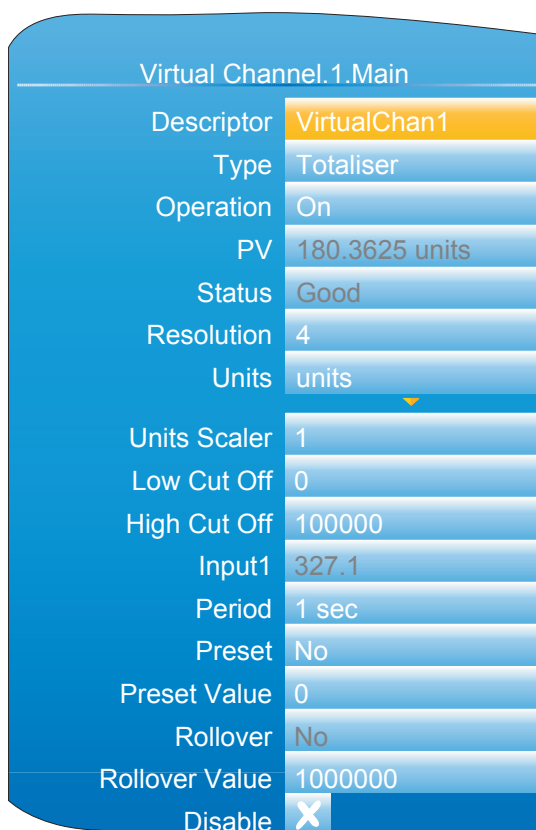 Virtual Channel.1.Main
Descriptor VirtualChan1
Type Totaliser
Operation On
PV 180.3625 units
Status Good
Resolution 4
Units units
Units Scaler 1
Low Cut Off 0
High Cut Off 100000
Input1 327.1
Period 1 sec
Preset No
Preset Value 0
Rollover No
Rollover Value 1000000
Disable